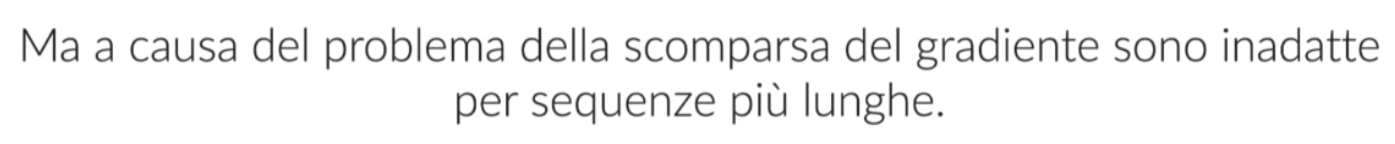 Ma a causa del problema della scomparsa del gradiente sono inadatte
per sequenze più lunghe.